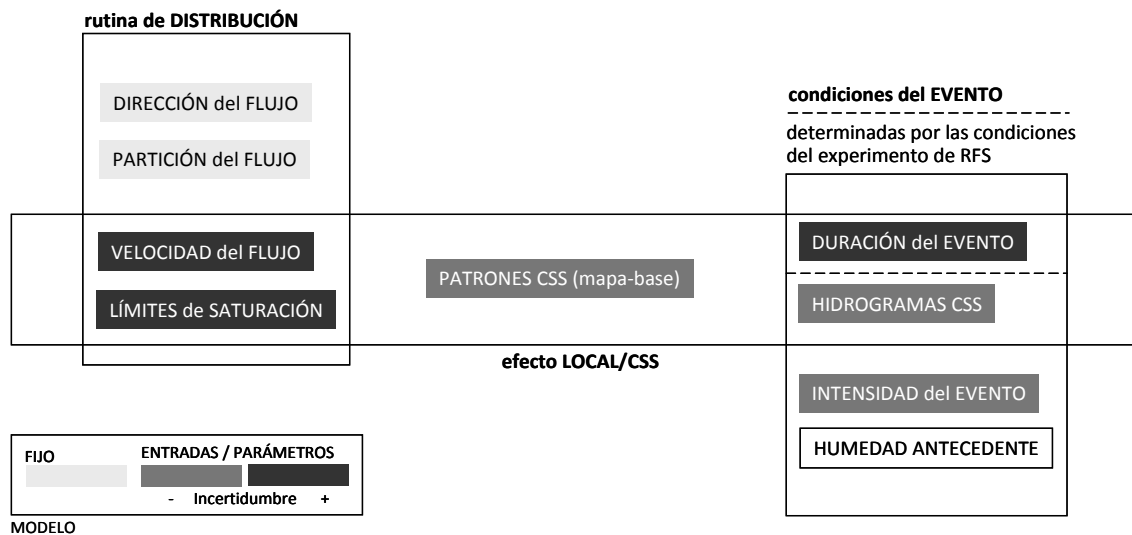 rutina de DISTRIBUCIÓN
DIRECCIÓN del FLUJO
PARTICIÓN del FLUJO
VELOCIDAD del FLUJO
LÍMITES de SATURACIÓN
PATRONES CSS (mapa-base)
efecto LOCAL/CSS
condiciones del EVENTO
determinadas por las condiciones
del experimento de RFS
DURACIÓN del EVENTO
HIDROGRAMAS CSS
INTENSIDAD del EVENTO
HUMEDAD ANTECEDENTE
FIJO
ENTRADAS / PARÁMETROS
- Incertidumbre +
MODELO